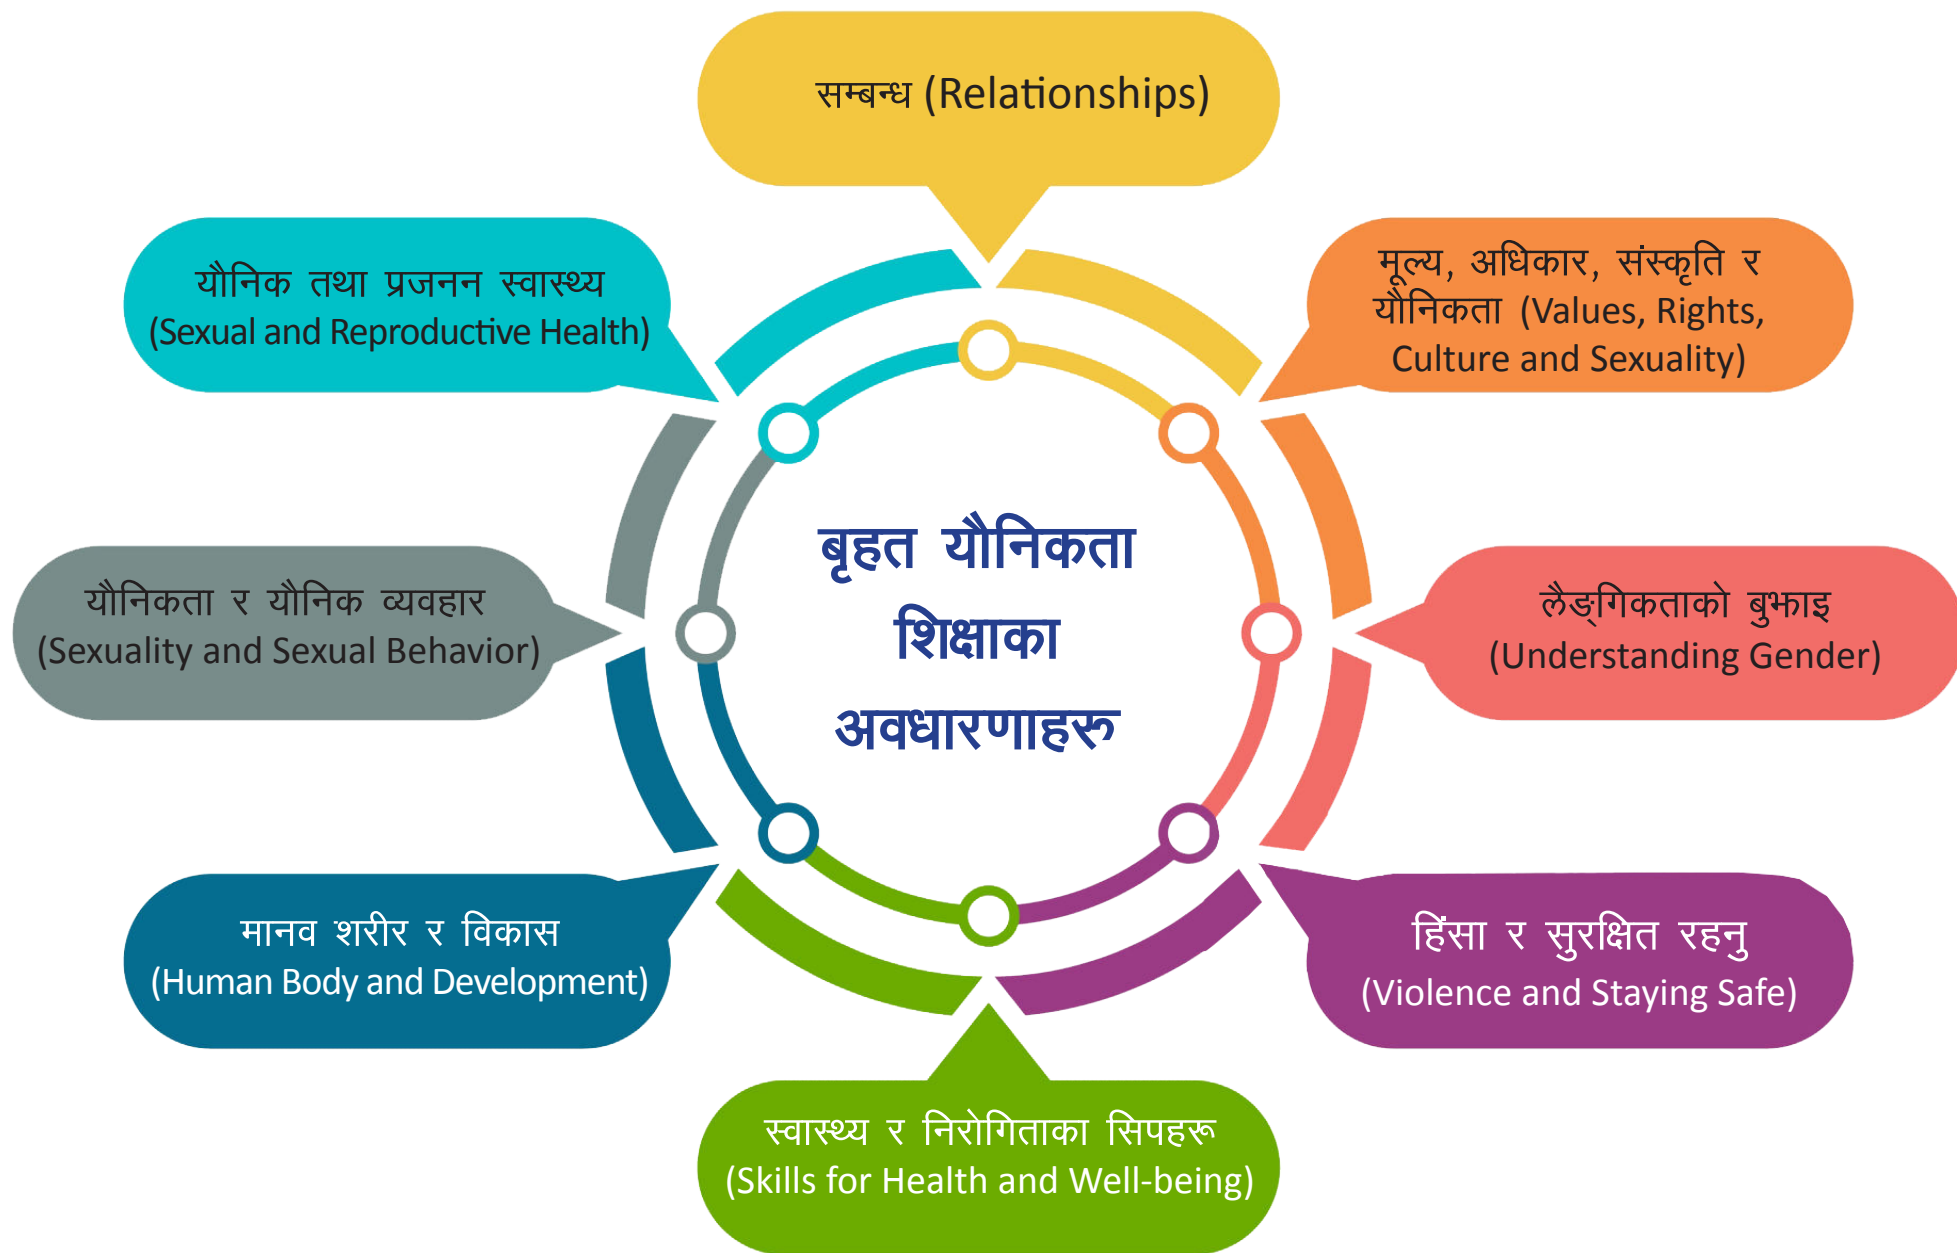 सम्बन्ध (Relationships)
मूल्य, अधिकार, संस्कृति र
यौनिकता (Values, Rights,
Culture and Sexuality)
लैङ्गिकताको बुझाइ
(Understanding Gender)
हिंसा र सुरक्षित रहनु
(Violence and Staying Safe)
स्वास्थ्य र निरोगिताका सिपहरू
(Skills for Health and Well-being)
मानव शरीर र विकास
(Human Body and Development)
यौनिकता र यौनिक व्यवहार
(Sexuality and Sexual Behavior)
यौनिक तथा प्रजनन स्वास्थ्य
(Sexual and Reproductive Health)
बृहत यौनिकता
शिक्षाका
अवधारणाहरू